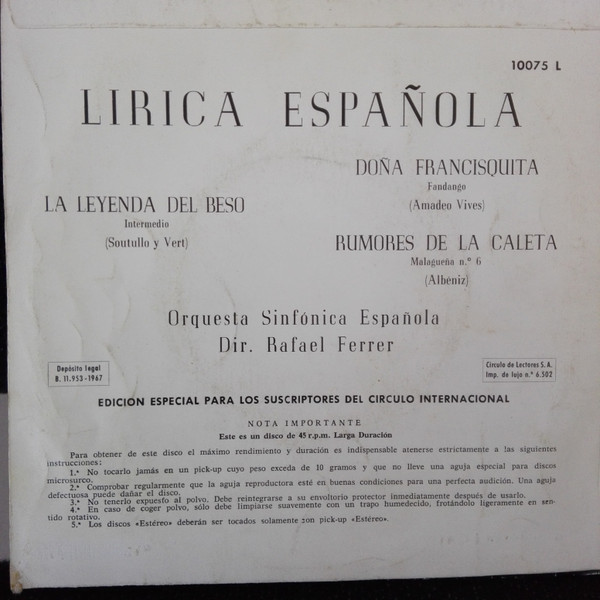 10075 L
LIRICA ESPAÑOLA
LA LEYENDA DEL BESO
Intermedio
(Soutullo y Vert)
DOÑA FRANCISQUITA
Fandango
(Amadeo Vives)
RUMORES DE LA CALETA
Malagueña n.º 6
(Albéniz)
Orquesta Sinfónica Española
Dir. Rafael Ferrer
Depósito legal
B. 11.953 - 1967
Círculo de Lectores S. A.
Imp. de lujo n.º 6.502
EDICION ESPECIAL PARA LOS SUSCRIPTORES DEL CIRCULO INTERNACIONAL
NOTA IMPORTANTE
Este es un disco de 45 r.p.m. Larga Duración
Para obtener de este disco el máximo rendimiento y duración es indispensable atenerse estrictamente a las siguientes
instrucciones:
1.ª No tocarlo jamás en un pick-up cuyo peso exceda de 10 gramos y que no lleve una aguja especial para discos
microsurco.
2.ª Comprobar regularmente que la aguja reproductora esté en buenas condiciones para una perfecta audición. Una aguja
defectuosa puede dañar el disco.
3.ª No tenerlo expuesto al polvo. Debe reintegrarse a su envoltorio protector inmediatamente después de usarlo.
4.ª En caso de coger polvo, sólo debe limpiarse suavemente con un trapo humedecido, frotándolo ligeramente en sen-
tido rotativo.
5.ª Los discos «Estéreo» deberán ser tocados solamente con pick-up «Estéreo».